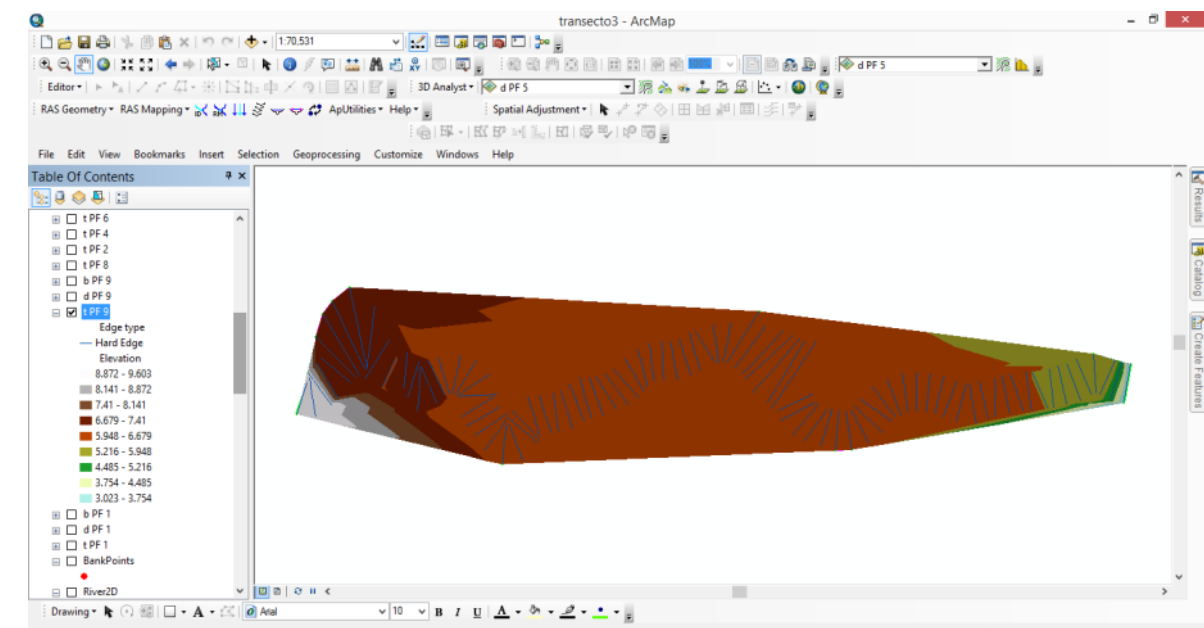 transecto3 - ArcMap
1:70.531
100%
d PF 5
Editor
3D Analyst
d PF 5
RAS Geometry RAS Mapping ApUtilities Help
Spatial Adjustment
File Edit View Bookmarks Insert Selection Geoprocessing Customize Windows Help
Table Of Contents
t PF 6
t PF 4
t PF 2
t PF 8
b PF 9
d PF 9
t PF 9
Edge type
Hard Edge
Elevation
8.872 - 9.603
8.141 - 8.872
7.41 - 8.141
6.679 - 7.41
5.948 - 6.679
5.216 - 5.948
4.485 - 5.216
3.754 - 4.485
3.023 - 3.754
b PF 1
d PF 1
t PF 1
BankPoints
River2D
Results
Catalog
Create Features
Drawing A Arial 10 B I U A